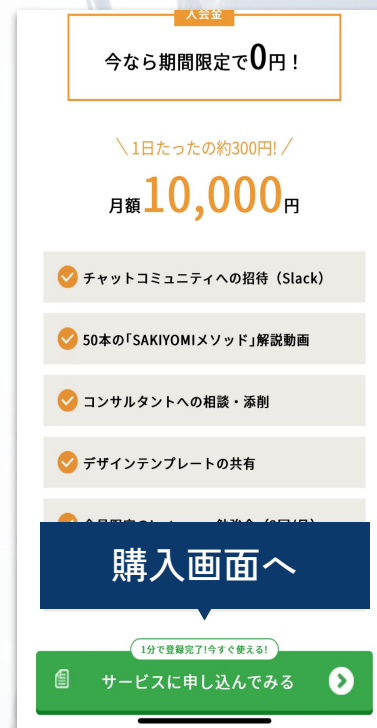 入会金
今なら期間限定で0円！
\1日たったの約300円!/
月額10,000円
チャットコミュニティへの招待（Slack）
50本の｢SAKIYOMIメソッド｣解説動画
コンサルタントへの相談・添削
デザインテンプレートの共有
購入画面へ
1分で登録完了!今すぐ使える!
サービスに申し込んでみる